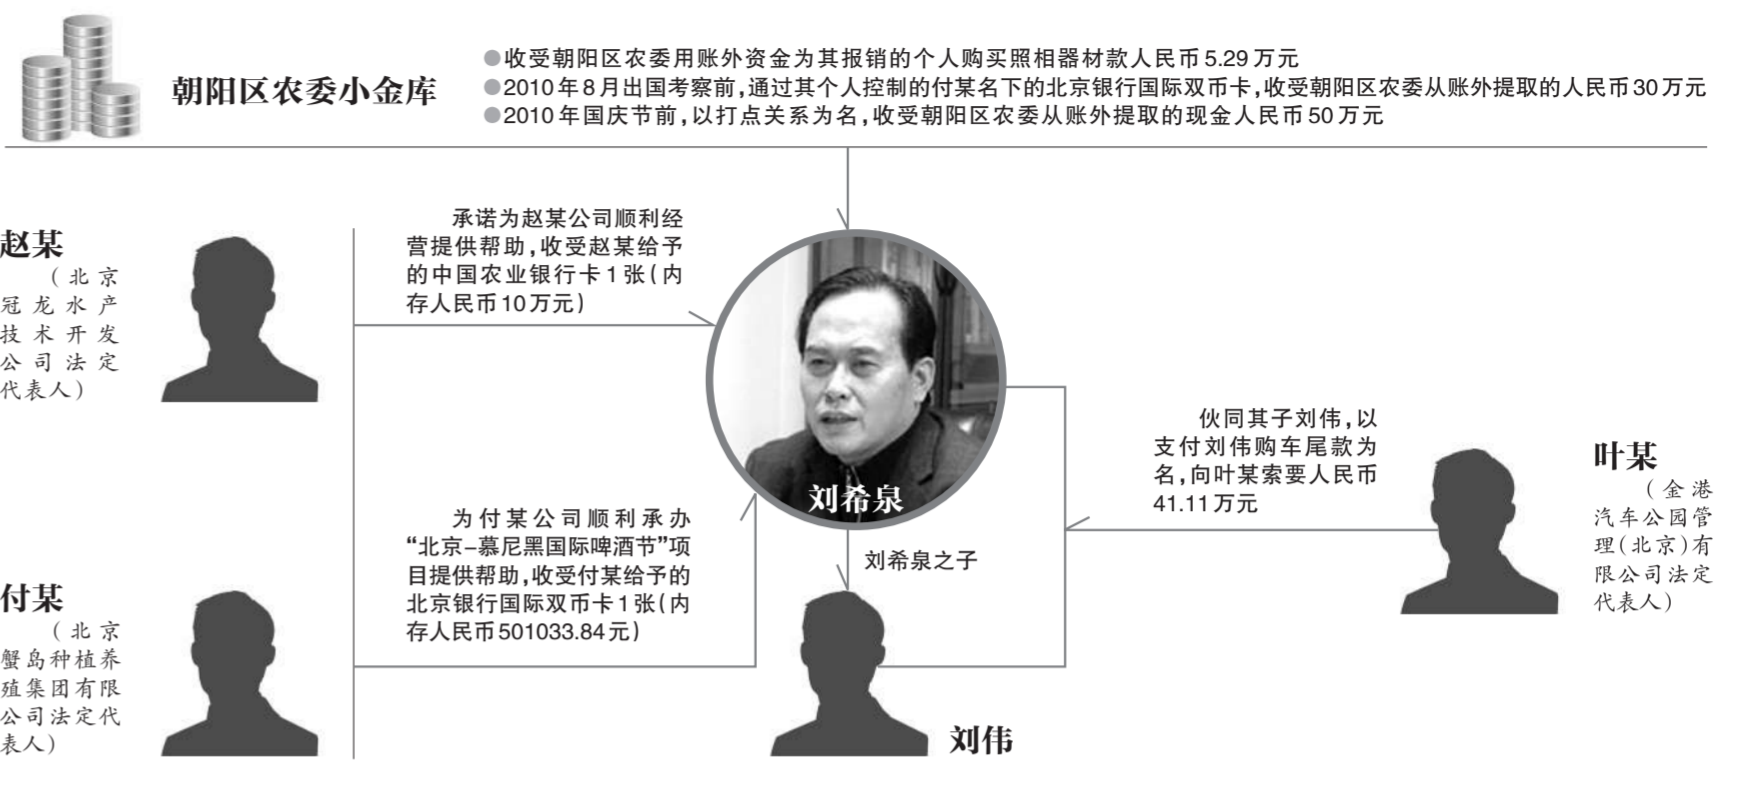 朝阳区农委小金库
●收受朝阳区农委用账外资金为其报销的个人购买照相器材款人民币5.29万元
●2010年8月出国考察前,通过其个人控制的付某名下的北京银行国际双币卡,收受朝阳区农委从账外提取的人民币30万元
●2010年国庆节前,以打点关系为名,收受朝阳区农委从账外提取的现金人民币50万元
赵某
(北京
冠龙水产
技术开发
公司法定
代表人)
承诺为赵某公司顺利经
营提供帮助,收受赵某给予
的中国农业银行卡1张(内
存人民币10万元)
刘希泉
伙同其子刘伟,以
支付刘伟购车尾款为
名,向叶某索要人民币
41.11万元
叶某
(金港
汽车公园管
理(北京)有
限公司法定
代表人)
付某
(北京
蟹岛种植养
殖集团有限
公司法定代
表人)
为付某公司顺利承办
“北京–慕尼黑国际啤酒节”项
目提供帮助,收受付某给予的
北京银行国际双币卡1张(内
存人民币501033.84元)
刘希泉之子
刘伟